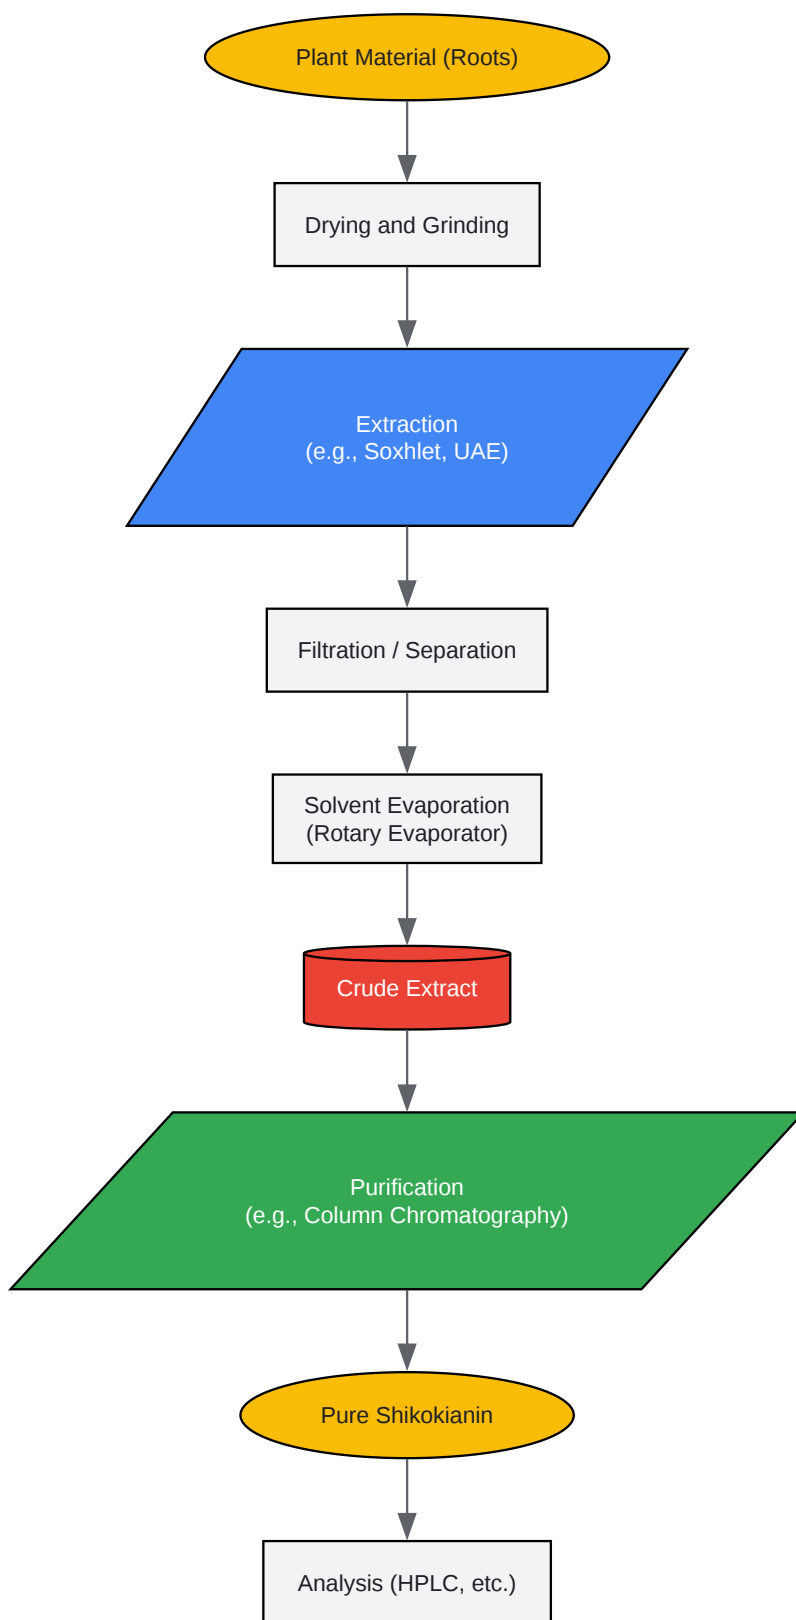 Plant Material (Roots)
Drying and Grinding
Extraction
(e.g., Soxhlet, UAE)
Filtration / Separation
Solvent Evaporation
(Rotary Evaporator)
Crude Extract
Purification
(e.g., Column Chromatography)
Pure Shikokianin
Analysis (HPLC, etc.)